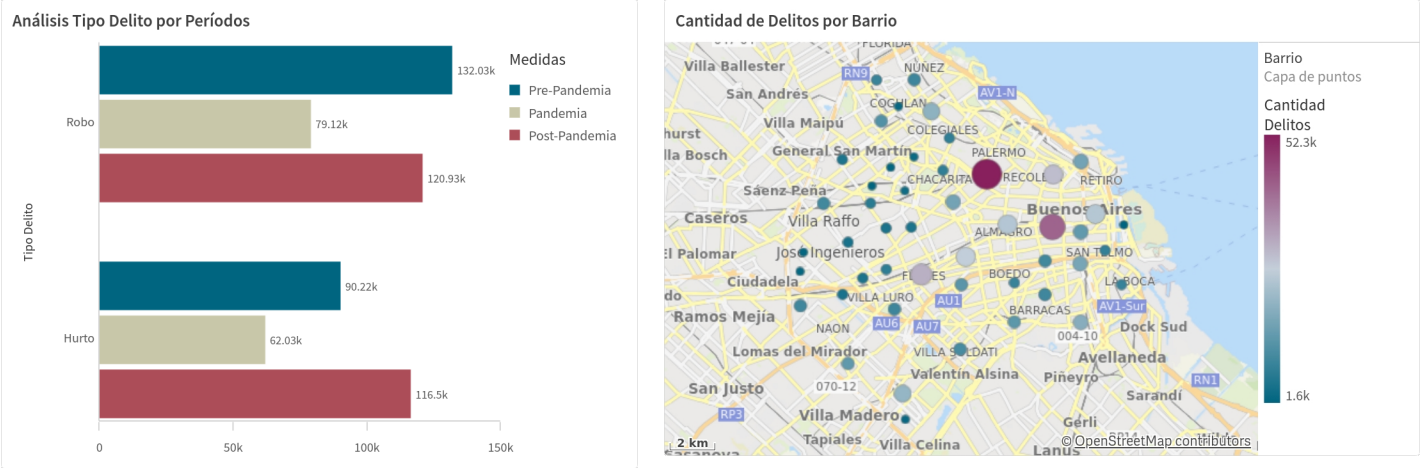 Análisis Tipo Delito por Períodos
132.03k
Robo
79.12k
120.93k
90.22k
Hurto
62.03k
116.5k
Tipo Delito
0
50k
100k
150k
Medidas
Pre-Pandemia
Pandemia
Post-Pandemia
Cantidad de Delitos por Barrio
FLORIDA
Villa Ballester
NÚÑEZ
RN9
San Andrés
AV1-N
COGHLAN
Villa Maipú
COLEGIALES
hurst
lla Bosch
General San Martín
PALERMO
CHACARITA
RECOLE
RETIRO
Sáenz Peña
Caseros
Villa Raffo
Buenos Aires
ALMAGRO
El Palomar
José Ingenieros
SAN TELMO
Ciudadela
FLORES
BOEDO
LA BOCA
do
VILLA LURO
AU1
BARRACAS
AV1-Sur
Ramos Mejía
NAON
AU6
AU7
Dock Sud
004-10
Lomas del Mirador
VILLA SOLDATI
Avellaneda
Valentín Alsina
Piñeyro
RN1
San Justo
070-12
Sarandí
RP3
Villa Madero
Gerli
Tapiales
Villa Celina
Lanús
2 km
© OpenStreetMap contributors
Barrio
Capa de puntos
Cantidad
Delitos
52.3k
1.6k